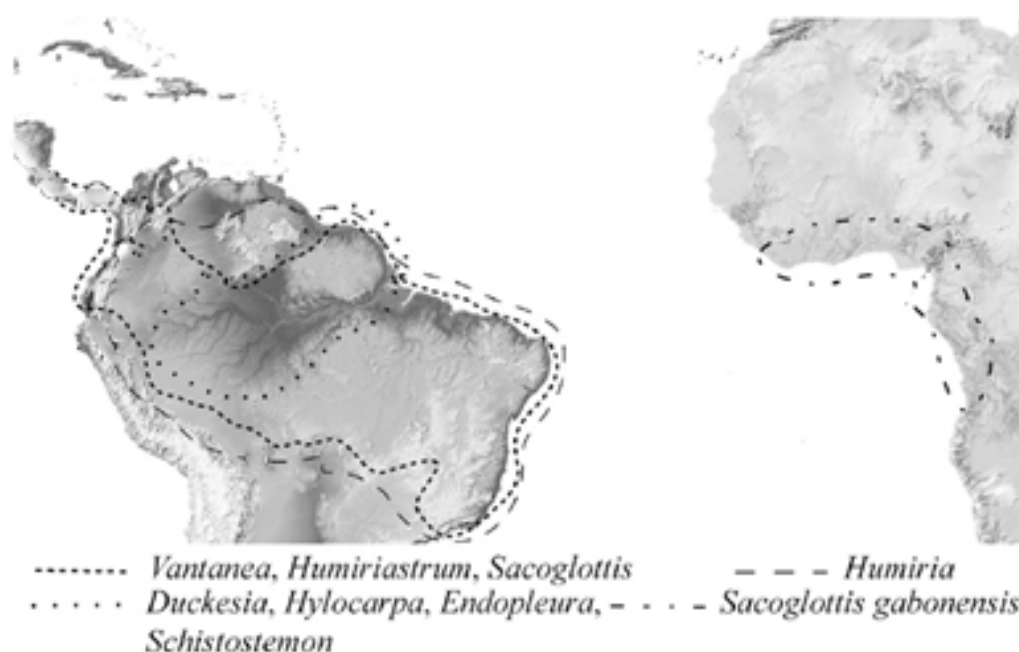 Vantanea, Humiriastrum, Sacoglottis
Humiria
Duckesia, Hylocarpa, Endopleura,
Schistostemon
Sacoglottis gabonensis